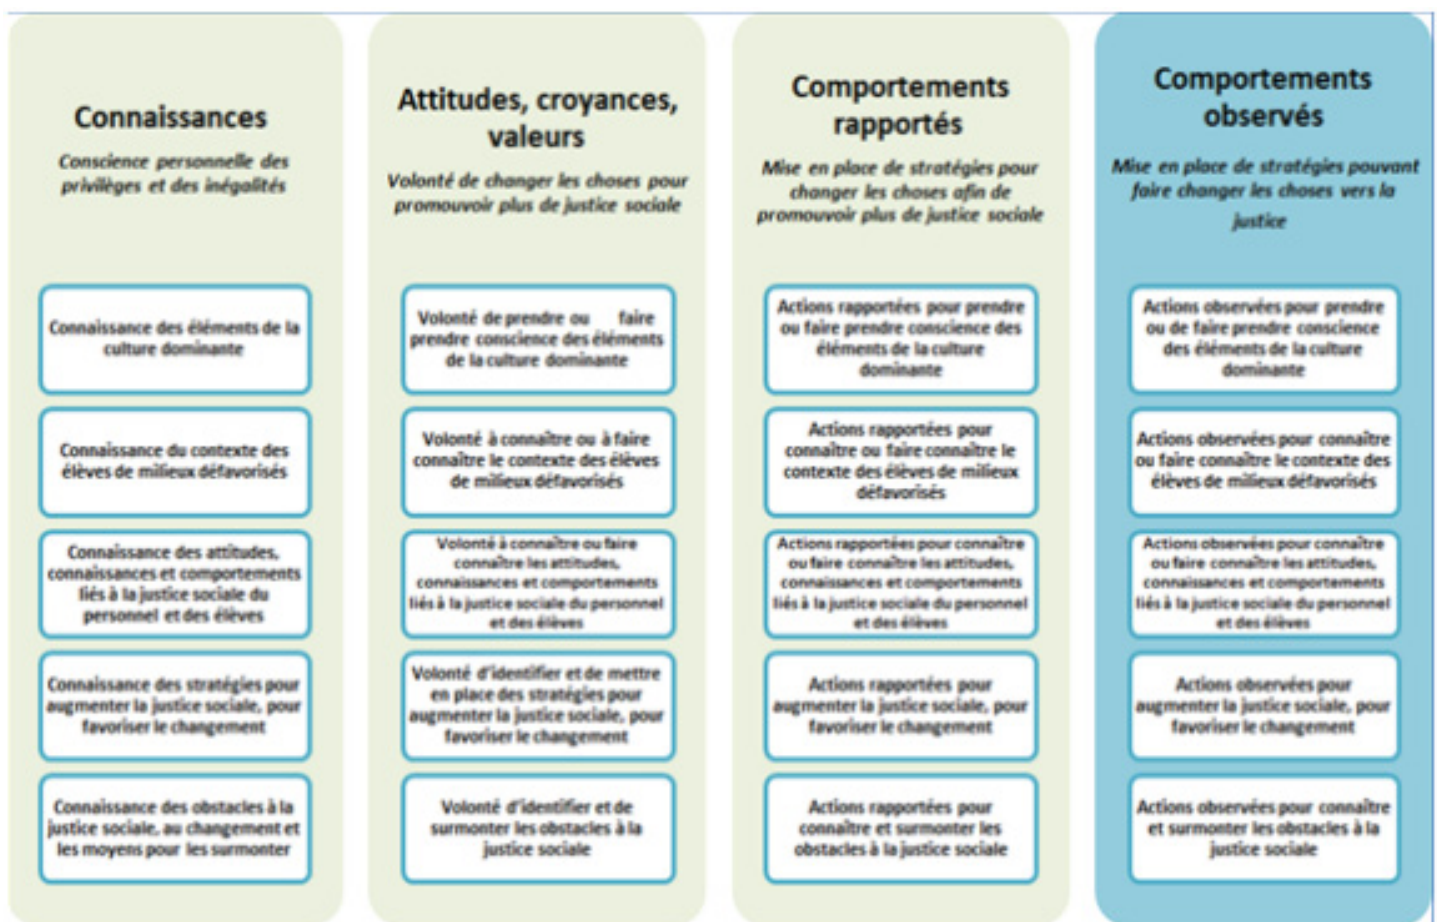 Connaissances
Conscience personnelle des
privilèges et des inégalités
Connaissance des éléments de la
culture dominante
Connaissance du contexte des
élèves de milieux défavorisés
Connaissance des attitudes,
connaissances et comportements
liés à la justice sociale du
personnel et des élèves
Connaissance des stratégies pour
augmenter la justice sociale, pour
favoriser le changement
Connaissance des obstacles à la
justice sociale, au changement et
les moyens pour les surmonter
Attitudes, croyances,
valeurs
Volonté de changer les choses pour
promouvoir plus de justice sociale
Volonté de prendre ou faire
prendre conscience des éléments
de la culture dominante
Volonté à connaître ou à faire
connaître le contexte des élèves
de milieux défavorisés
Volonté à connaître ou faire
connaître les attitudes,
connaissances et comportements
liés à la justice sociale du personnel
et des élèves
Volonté d'identifier et de mettre
en place des stratégies pour
augmenter la justice sociale, pour
favoriser le changement
Volonté d'identifier et de
surmonter les obstacles à la
justice sociale
Comportements
rapportés
Mise en place de stratégies pour
changer les choses afin de
promouvoir plus de justice sociale
Actions rapportées pour prendre
ou faire prendre conscience des
éléments de la culture
dominante
Actions rapportées pour
connaître ou faire connaître le
contexte des élèves de milieux
défavorisés
Actions rapportées pour connaître
ou faire connaître les attitudes,
connaissances et comportements
liés à la justice sociale du personnel
et des élèves
Actions rapportées pour
augmenter la justice sociale, pour
favoriser le changement
Actions rapportées pour
connaître et surmonter les
obstacles à la justice sociale
Comportements
observés
Mise en place de stratégies pouvant
faire changer les choses vers la
justice
Actions observées pour prendre
ou de faire prendre conscience
des éléments de la culture
dominante
Actions observées pour connaître
ou faire connaître le contexte des
élèves de milieux défavorisés
Actions observées pour connaître
ou faire connaître les attitudes,
connaissances et comportements
liés à la justice sociale du personnel
et des élèves
Actions observées pour
augmenter la justice sociale, pour
favoriser le changement
Actions observées pour connaître
et surmonter les obstacles à la
justice sociale